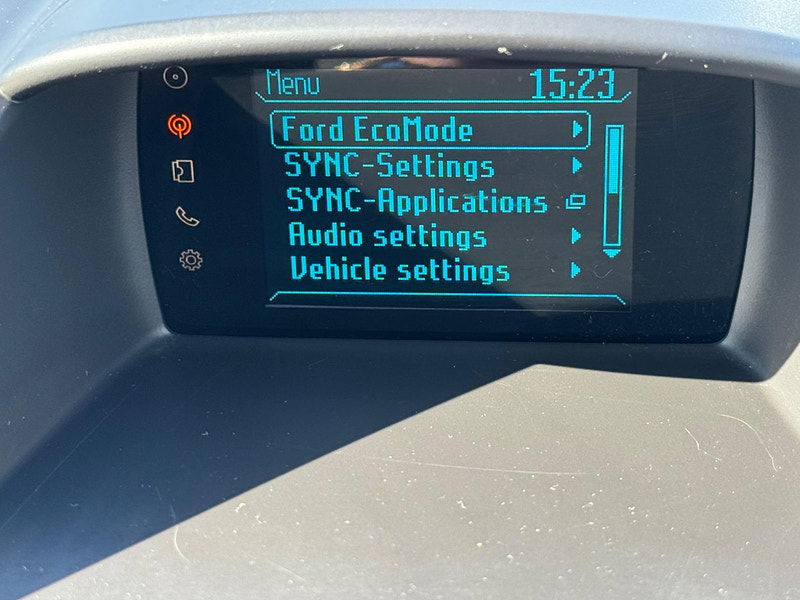 Menu 15:23
Ford EcoMode
SYNC-Settings
SYNC-Applications
Audio settings
Vehicle settings